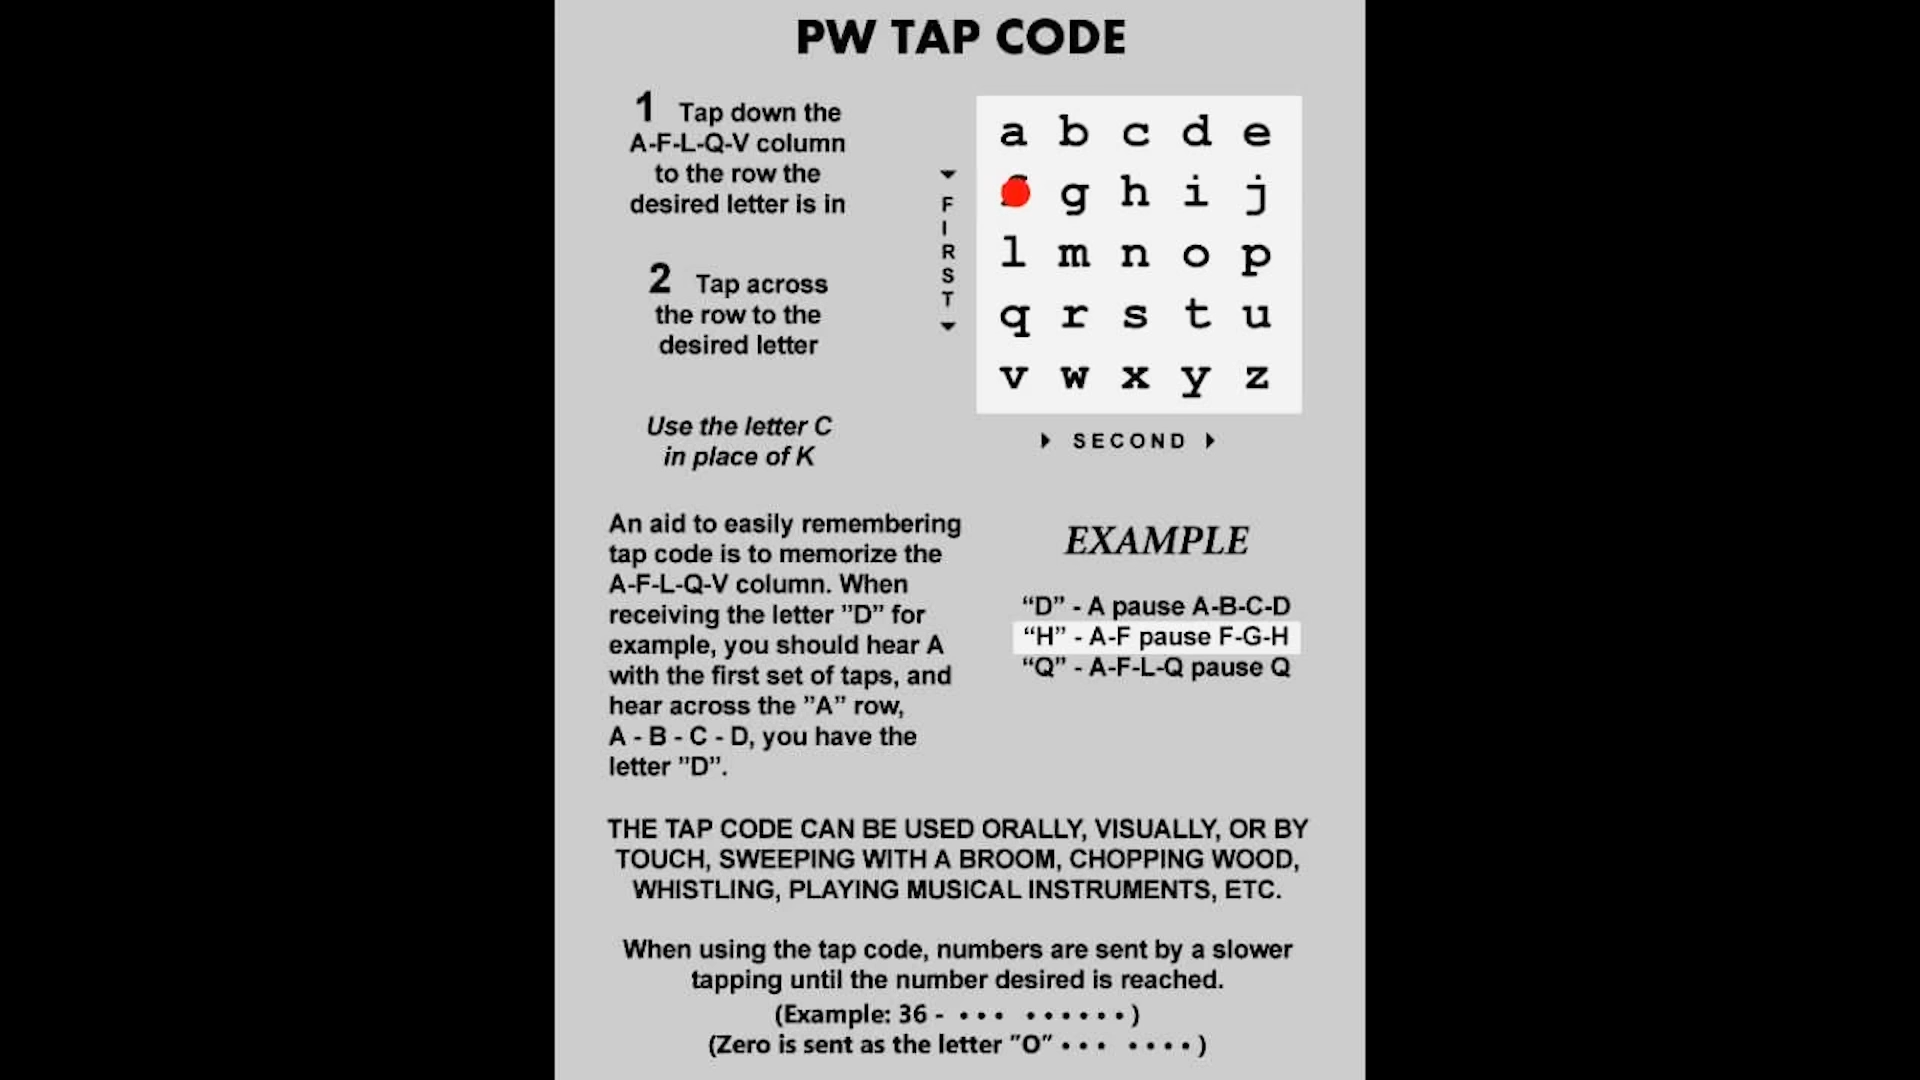 PW TAP CODE
1 Tap down the
A-F-L-Q-V column
to the row the
desired letter is in
2 Tap across
the row to the
desired letter
Use the letter C
in place of K
FIRST
a b c d e
g h i j
l m n o p
q r s t u
v w x y z
SECOND
An aid to easily remembering
tap code is to memorize the
A-F-L-Q-V column. When
receiving the letter ”D” for
example, you should hear A
with the first set of taps, and
hear across the ”A” row,
A - B - C - D, you have the
letter ”D”.
EXAMPLE
“D” - A pause A-B-C-D
“H” - A-F pause F-G-H
“Q” - A-F-L-Q pause Q
THE TAP CODE CAN BE USED ORALLY, VISUALLY, OR BY
TOUCH, SWEEPING WITH A BROOM, CHOPPING WOOD,
WHISTLING, PLAYING MUSICAL INSTRUMENTS, ETC.
When using the tap code, numbers are sent by a slower
tapping until the number desired is reached.
(Example: 36 - • • • • • • • • •)
(Zero is sent as the letter ”O” • • • • • • •)